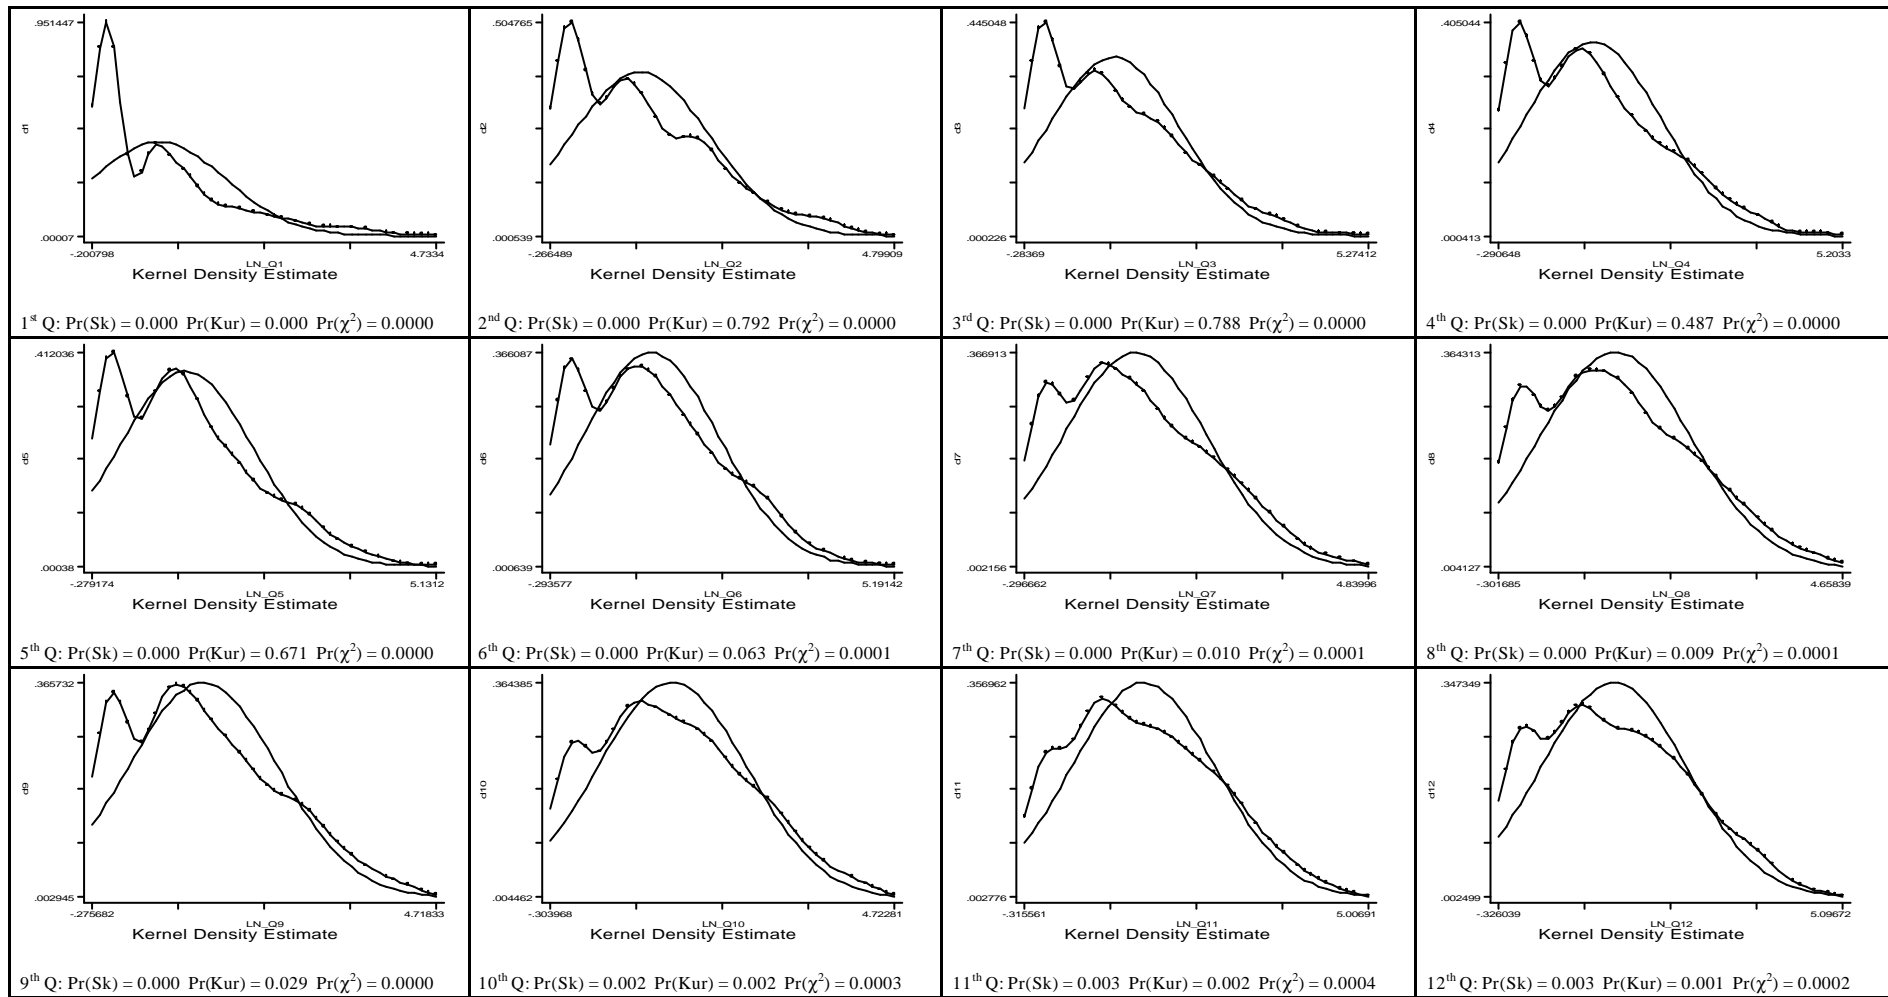 .951447
d1
.00007
-.200798
4.7334
LN_Q1
Kernel Density Estimate
1st Q: Pr(Sk) = 0.000 Pr(Kur) = 0.000 Pr(χ2) = 0.0000
.504765
d2
.000539
-.266489
4.79909
LN_Q2
Kernel Density Estimate
2nd Q: Pr(Sk) = 0.000 Pr(Kur) = 0.792 Pr(χ2) = 0.0000
.445048
d3
.000226
-.28369
5.27412
LN_Q3
Kernel Density Estimate
3rd Q: Pr(Sk) = 0.000 Pr(Kur) = 0.788 Pr(χ2) = 0.0000
.405044
d4
.000413
-.290648
5.2033
LN_Q4
Kernel Density Estimate
4th Q: Pr(Sk) = 0.000 Pr(Kur) = 0.487 Pr(χ2) = 0.0000
.412036
d5
.00038
-.279174
5.1312
LN_Q5
Kernel Density Estimate
5th Q: Pr(Sk) = 0.000 Pr(Kur) = 0.671 Pr(χ2) = 0.0000
.366087
d6
.000639
-.293577
5.19142
LN_Q6
Kernel Density Estimate
6th Q: Pr(Sk) = 0.000 Pr(Kur) = 0.063 Pr(χ2) = 0.0001
.366913
d7
.002156
-.296662
4.83996
LN_Q7
Kernel Density Estimate
7th Q: Pr(Sk) = 0.000 Pr(Kur) = 0.010 Pr(χ2) = 0.0001
.364313
d8
.004127
-.301685
4.65839
LN_Q8
Kernel Density Estimate
8th Q: Pr(Sk) = 0.000 Pr(Kur) = 0.009 Pr(χ2) = 0.0001
.365732
d9
.002945
-.275682
4.71833
LN_Q9
Kernel Density Estimate
9th Q: Pr(Sk) = 0.000 Pr(Kur) = 0.029 Pr(χ2) = 0.0000
.364385
d10
.004462
-.303968
4.72281
LN_Q10
Kernel Density Estimate
10th Q: Pr(Sk) = 0.002 Pr(Kur) = 0.002 Pr(χ2) = 0.0003
.356962
d11
.002776
-.315561
5.00691
LN_Q11
Kernel Density Estimate
11th Q: Pr(Sk) = 0.003 Pr(Kur) = 0.002 Pr(χ2) = 0.0004
.347349
d12
.002499
-.326039
5.09672
LN_Q12
Kernel Density Estimate
12th Q: Pr(Sk) = 0.003 Pr(Kur) = 0.001 Pr(χ2) = 0.0002